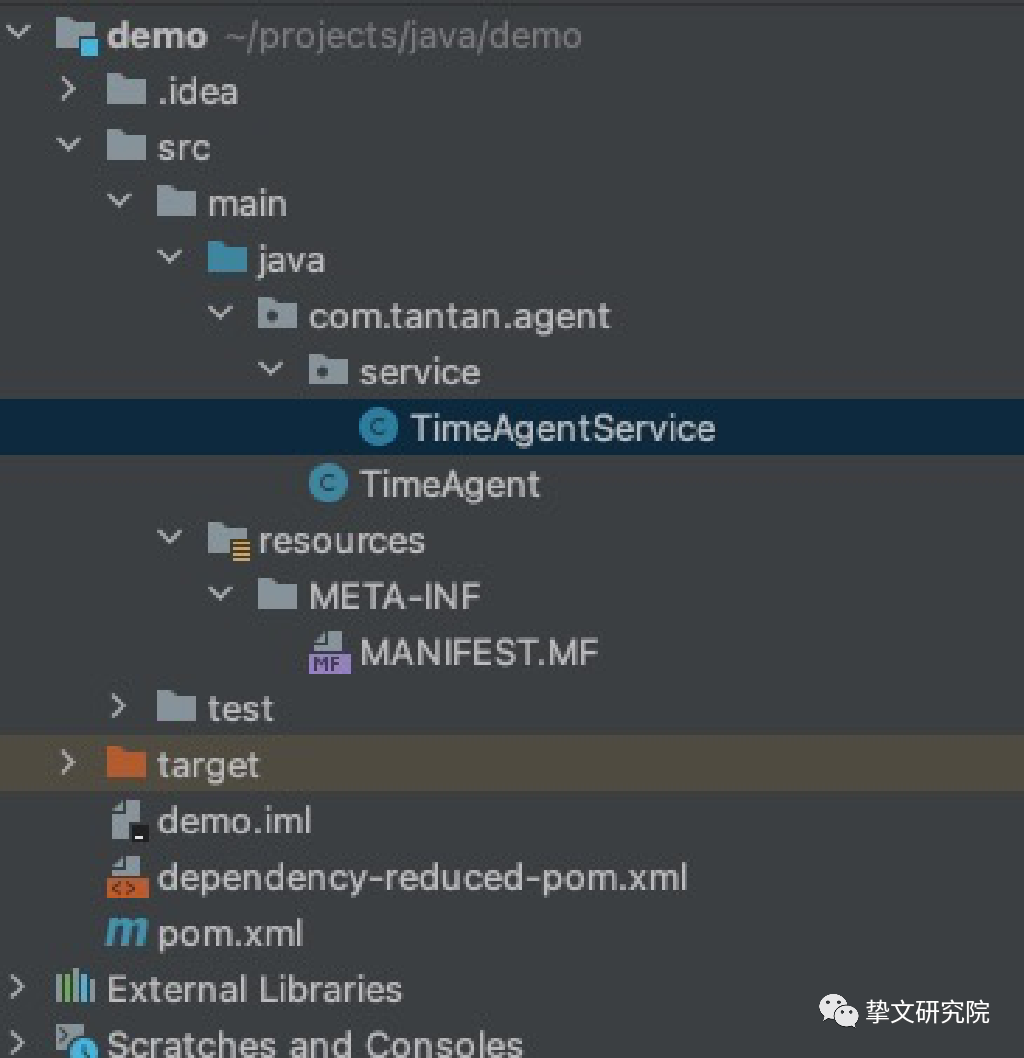 demo ~/projects/java/demo
.idea
src
main
java
com.tantan.agent
service
C TimeAgentService
C TimeAgent
resources
META-INF
MF MANIFEST.MF
test
target
demo.iml
<> dependency-reduced-pom.xml
m pom.xml
External Libraries
挚文研究院
Scratches and Consoles